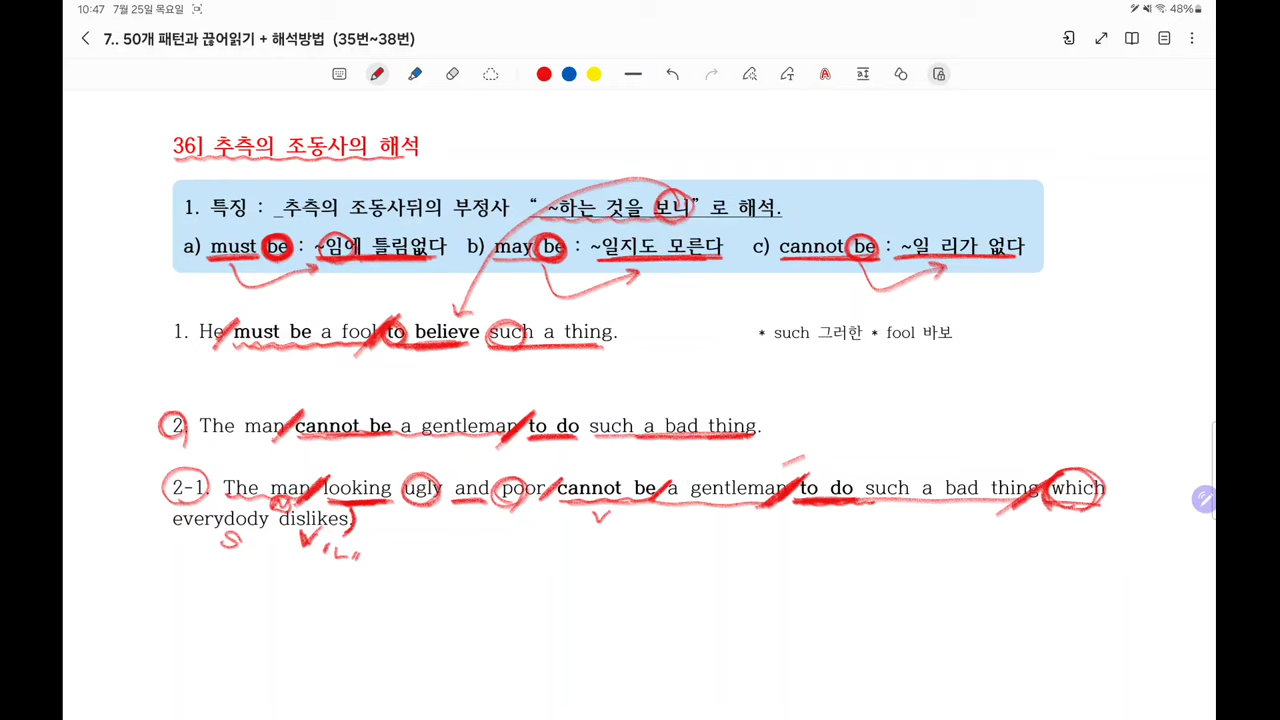 10:47 7월 25일 목요일 48%
7.. 50개 패턴과 끊어읽기 + 해석방법 (35번~38번)
36] 추측의 조동사의 해석
1. 특징 : _추측의 조동사뒤의 부정사 “ ~하는 것을 보니” 로 해석.
a) must be : ~임에 틀림없다 b) may be : ~일지도 모른다 c) cannot be : ~일 리가 없다
1. He must be a fool to believe such a thing. * such 그러한 * fool 바보
2. The man cannot be a gentleman to do such a bad thing.
2-1. The man looking ugly and poor cannot be a gentleman to do such a bad thing which
everydody dislikes.
S V "ㄴ"
V